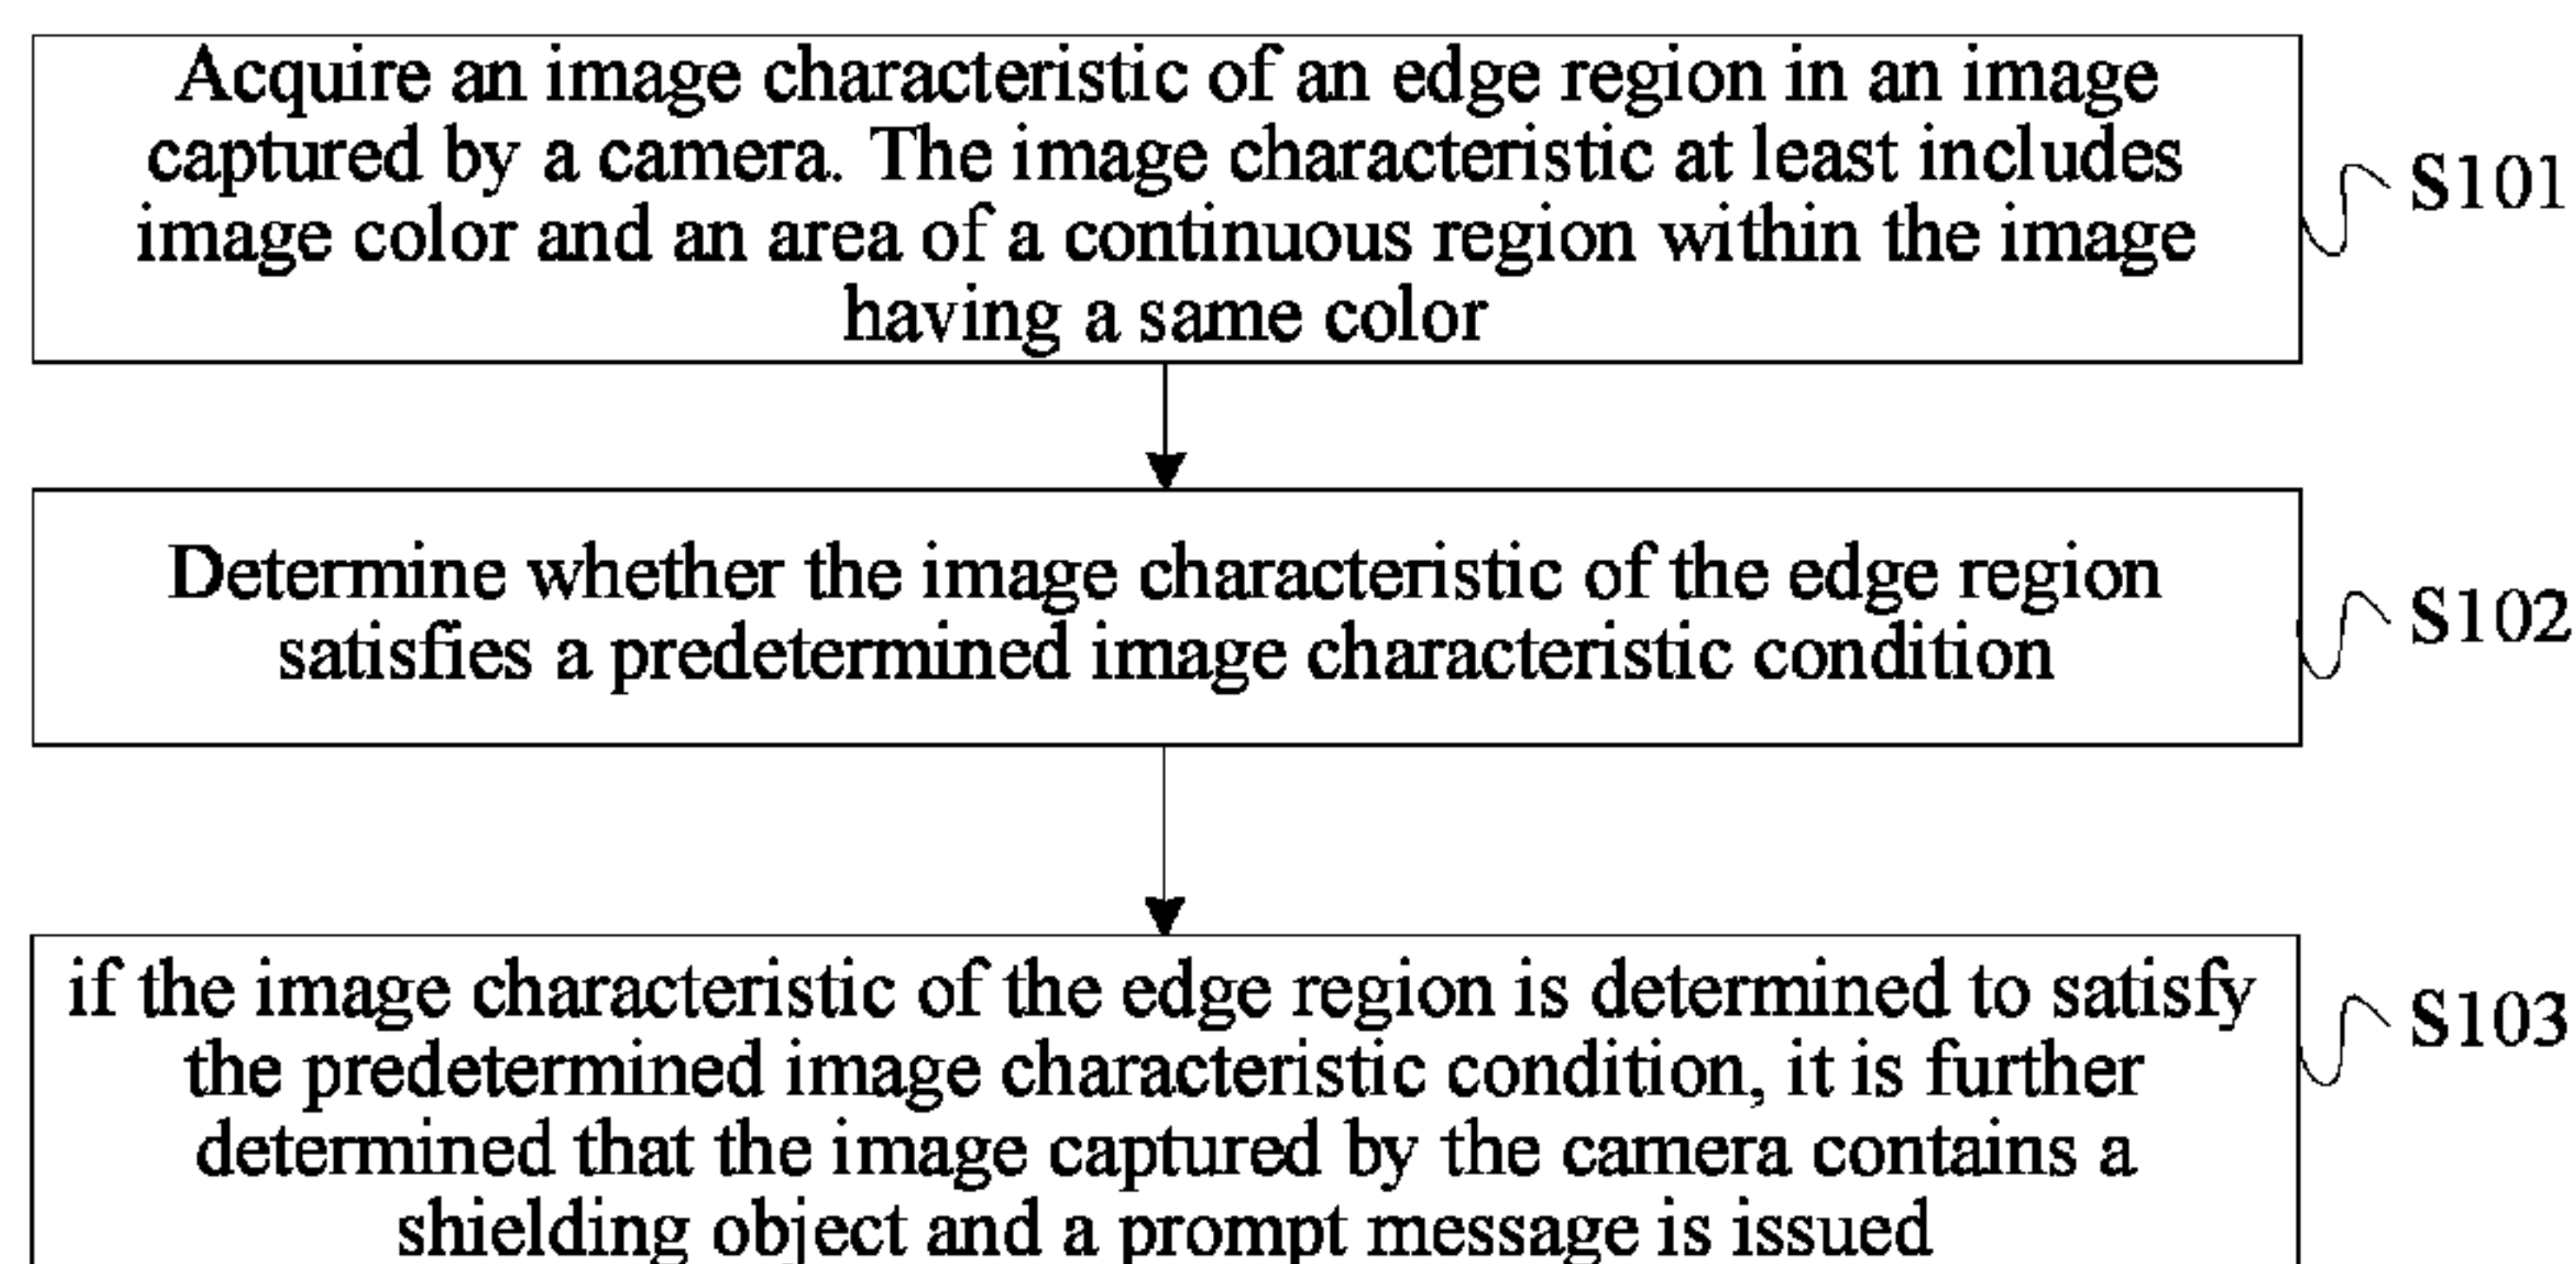 Acquire an image characteristic of an edge region in an image
captured by a camera. The image characteristic at least includes
image color and an area of a continuous region within the image
having a same color
S101
Determine whether the image characteristic of the edge region
satisfies a predetermined image characteristic condition
S102
if the image characteristic of the edge region is determined to satisfy
the predetermined image characteristic condition, it is further
determined that the image captured by the camera contains a
shielding object and a prompt message is issued
S103